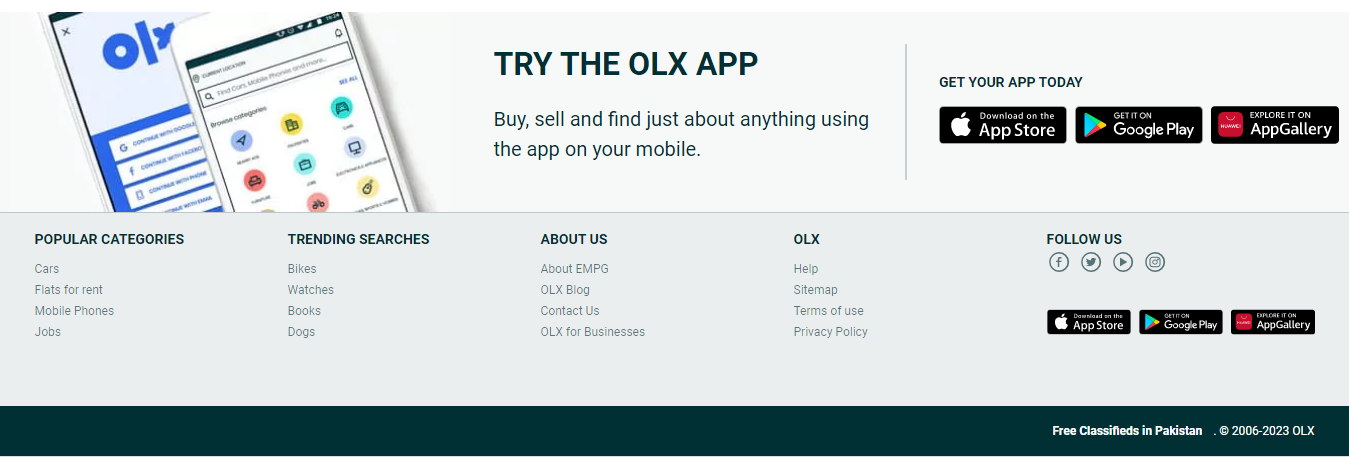 olx
CONTINUE WITH GOOGLE
CONTINUE WITH FACEBO
CONTINUE WITH PHONE
CONTINUE WITH EMAIL
CURRENT LOCATION
Find Cars, Mobile Phones and more...
Browse categories
SEE ALL
CARS
JOBS
FURNITURE
TRY THE OLX APP
Buy, sell and find just about anything using
the app on your mobile.
GET YOUR APP TODAY
Download on the
App Store
GET IT ON
Google Play
HUAWEI
EXPLORE IT ON
AppGallery
POPULAR CATEGORIES
Cars
Flats for rent
Mobile Phones
Jobs
TRENDING SEARCHES
Bikes
Watches
Books
Dogs
ABOUT US
About EMPG
OLX Blog
Contact Us
OLX for Businesses
OLX
Help
Sitemap
Terms of use
Privacy Policy
FOLLOW US
Download on the
App Store
GET IT ON
Google Play
HUAWEI
EXPLORE IT ON
AppGallery
Free Classifieds in Pakistan . © 2006-2023 OLX